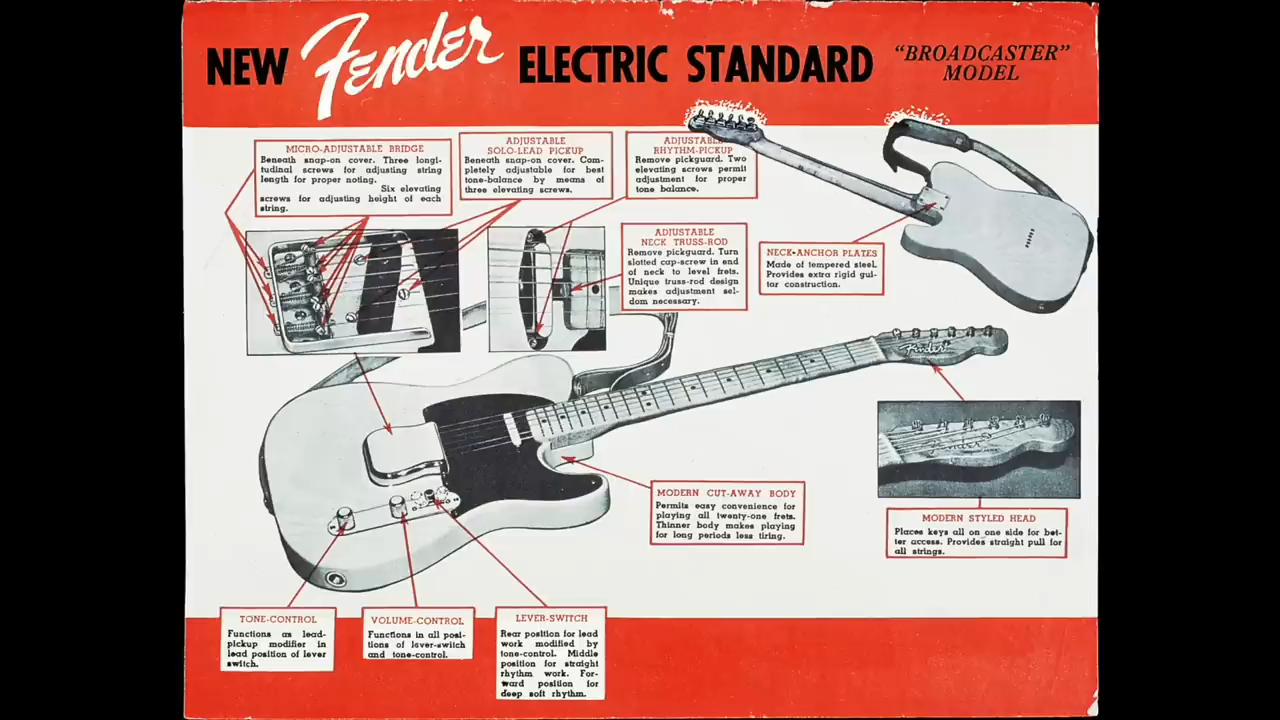 NEW Fender ELECTRIC STANDARD "BROADCASTER"
MODEL
MICRO-ADJUSTABLE BRIDGE
Beneath snap-on cover. Three longi-
tudinal screws for adjusting string
length for proper noting.
Six elevating
screws for adjusting height of each
string.
ADJUSTABLE
SOLO-LEAD PICKUP
Beneath snap-on cover. Com-
pletely adjustable for best
tone-balance by means of
three elevating screws.
ADJUSTABLE
RHYTHM-PICKUP
Remove pickguard. Two
elevating screws permit
adjustment for proper
tone balance.
ADJUSTABLE
NECK TRUSS-ROD
Remove pickguard. Turn
slotted cap-screw in end
of neck to level frets.
Unique truss-rod design
makes adjustment sel-
dom necessary.
NECK-ANCHOR PLATES
Made of tempered steel.
Provides extra rigid gui-
tar construction.
Fender
MODERN CUT-AWAY BODY
Permits easy convenience for
playing all twenty-one frets.
Thinner body makes playing
for long periods less tiring.
MODERN STYLED HEAD
Places keys all on one side for bet-
ter access. Provides straight pull for
all strings.
TONE-CONTROL
Functions as lead-
pickup modifier in
lead position of lever
switch.
VOLUME-CONTROL
Functions in all posi-
tions of lever-switch
and tone-control.
LEVER-SWITCH
Rear position for lead
work modified by
tone-control. Middle
position for straight
rhythm work. For-
ward position for
deep soft rhythm.